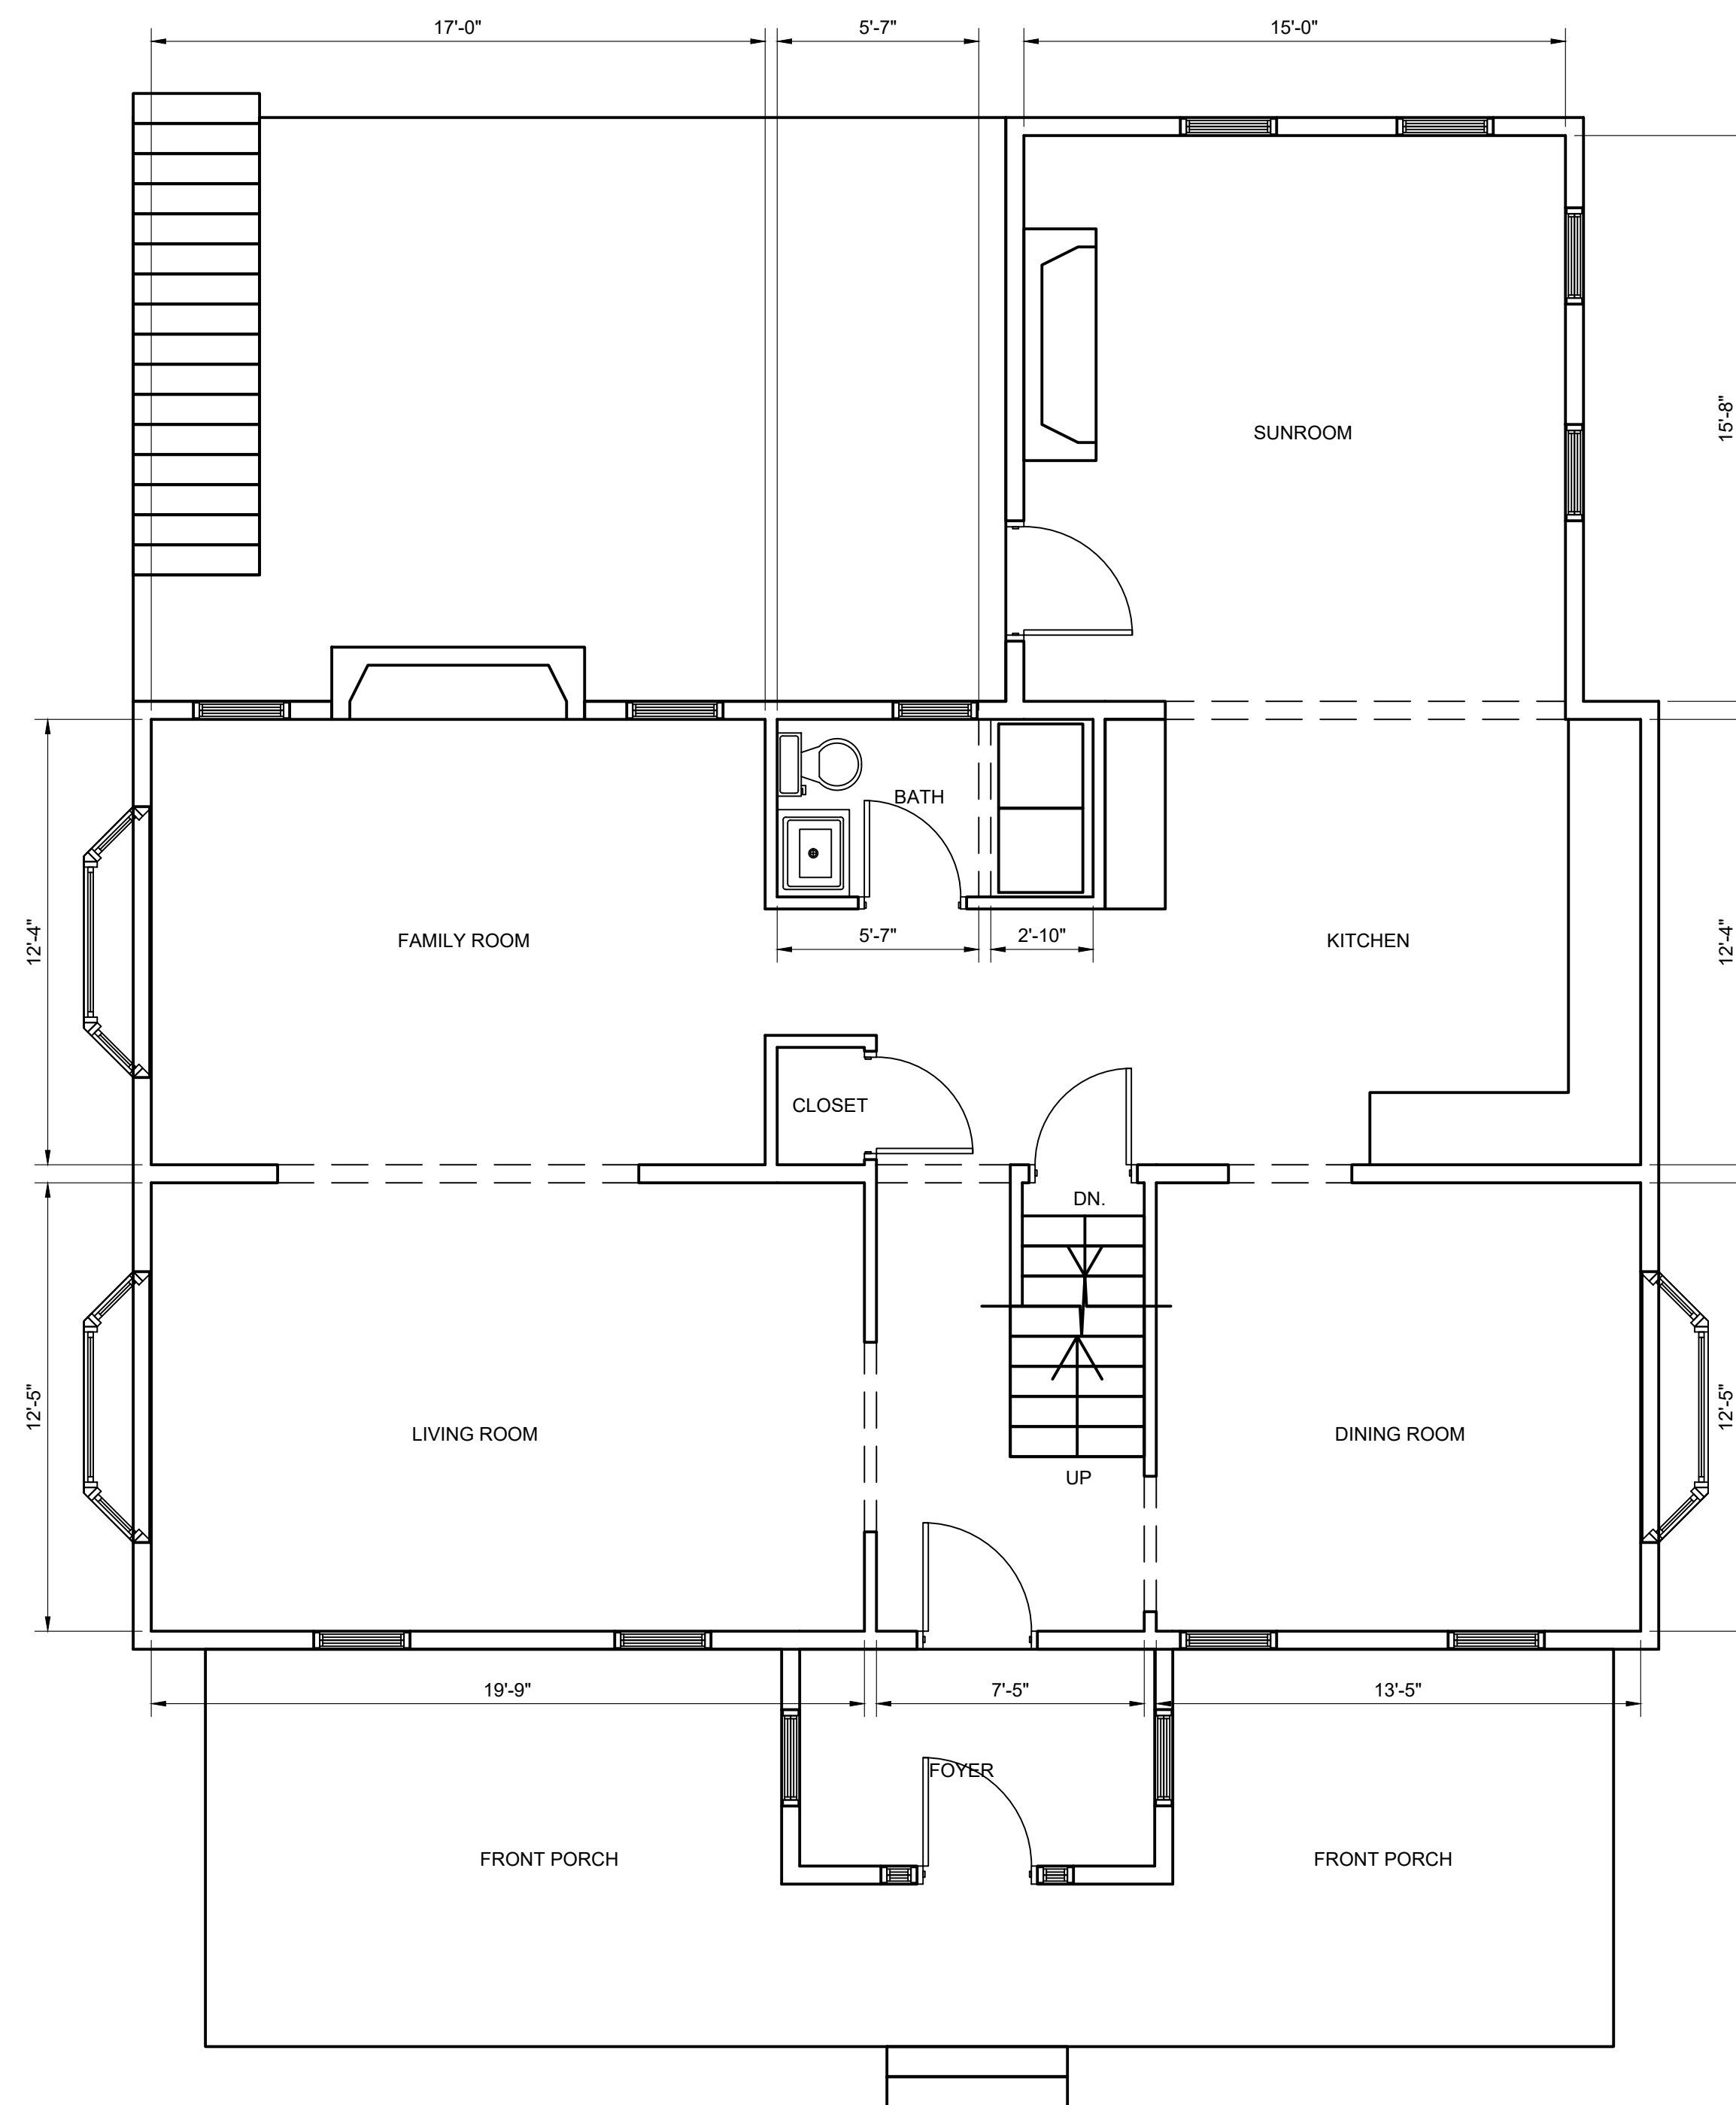 17'-0"
5'-7"
15'-0"
15'-8"
SUNROOM
BATH
12'-4"
FAMILY ROOM
5'-7"
2'-10"
KITCHEN
12'-4"
CLOSET
DN.
12'-5"
LIVING ROOM
DINING ROOM
12'-5"
UP
19'-9"
7'-5"
13'-5"
FOYER
FRONT PORCH
FRONT PORCH